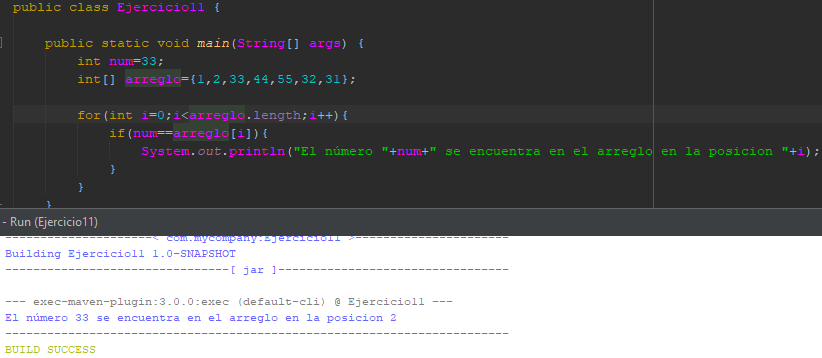 public class Ejercicio11 {
public static void main(String[] args) {
int num=33;
int[] arreglo={1,2,33,44,55,32,31};
for(int i=0;i<arreglo.length;i++){
if(num==arreglo[i]){
System.out.println("El número "+num+" se encuentra en el arreglo en la posicion "+i);
}
}
}
- Run (Ejercicio11)
---------------------< com.mycompany:Ejercicio11 >----------------------
Building Ejercicio11 1.0-SNAPSHOT
--------------------------------[ jar ]---------------------------------
--- exec-maven-plugin:3.0.0:exec (default-cli) @ Ejercicio11 ---
El número 33 se encuentra en el arreglo en la posicion 2
------------------------------------------------------------------------
BUILD SUCCESS